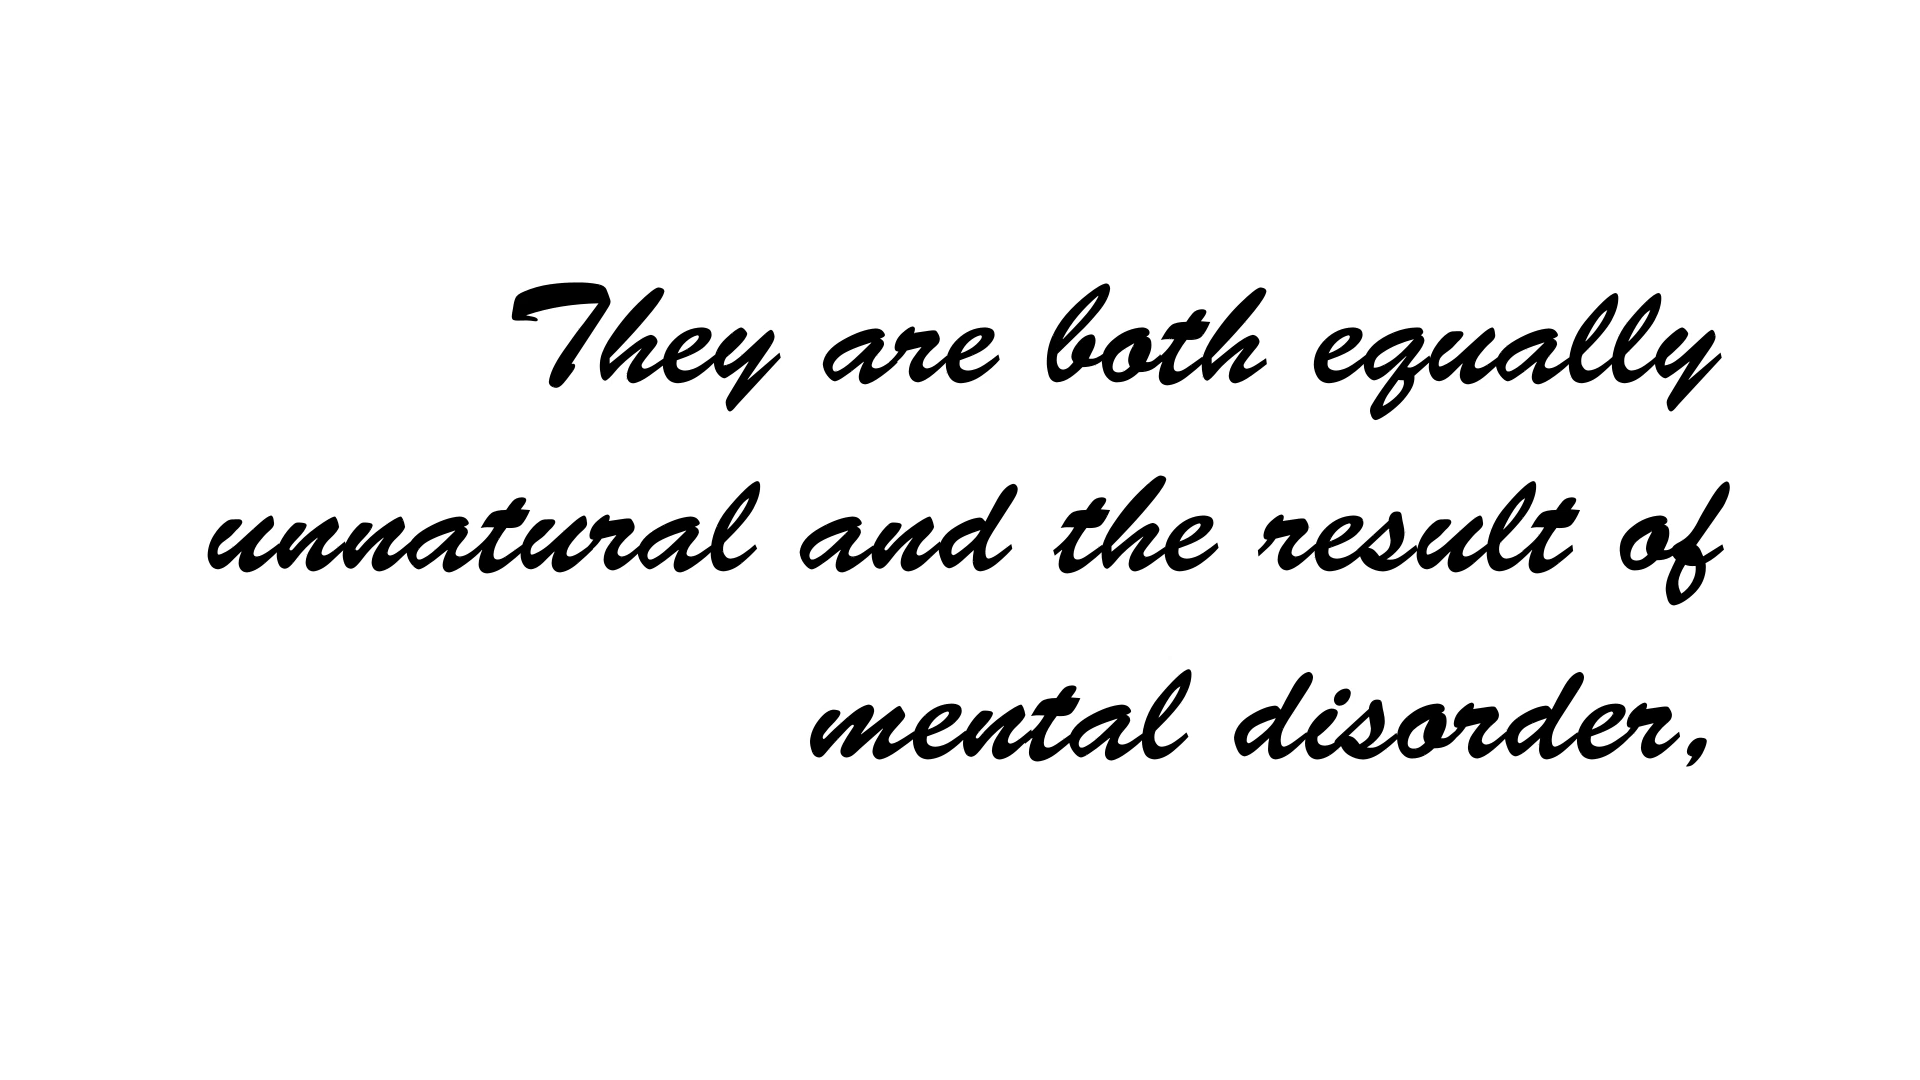 They are both equally
unnatural and the result of
mental disorder,